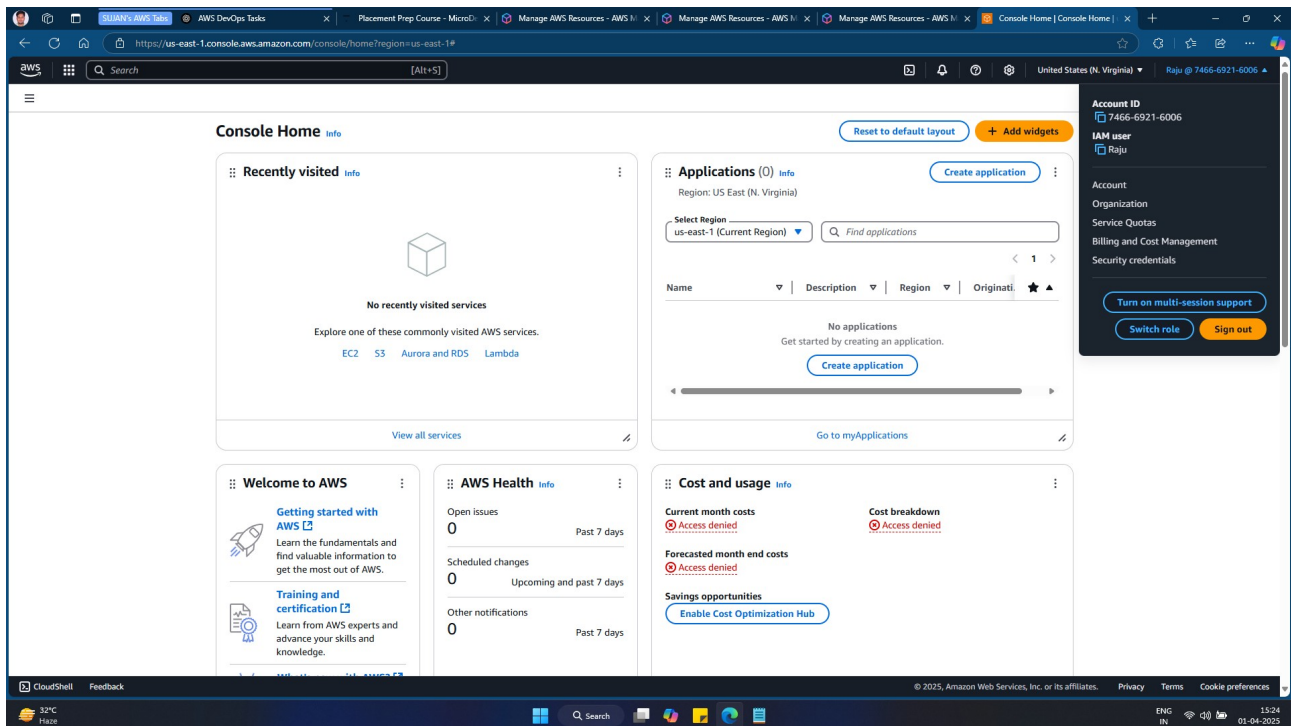 SUJAN's AWS Tabs
AWS DevOps Tasks
Placement Prep Course - MicroD
Manage AWS Resources - AWS M
Manage AWS Resources - AWS M
Manage AWS Resources - AWS M
Console Home | Console Home |
https://us-east-1.console.aws.amazon.com/console/home?region=us-east-1#
aws
Search
[Alt+S]
United States (N. Virginia)
Raju @ 7466-6921-6006
Account ID
7466-6921-6006
IAM user
Raju
Account
Organization
Service Quotas
Billing and Cost Management
Security credentials
Turn on multi-session support
Switch role
Sign out
Console Home Info
Reset to default layout
+ Add widgets
Recently visited Info
No recently visited services
Explore one of these commonly visited AWS services.
EC2 S3 Aurora and RDS Lambda
View all services
Applications (0) Info
Create application
Region: US East (N. Virginia)
Select Region
us-east-1 (Current Region)
Find applications
1
Name Description Region Originati
No applications
Get started by creating an application.
Create application
Go to myApplications
Welcome to AWS
Getting started with
AWS
Learn the fundamentals and
find valuable information to
get the most out of AWS.
Training and
certification
Learn from AWS experts and
advance your skills and
knowledge.
AWS Health Info
Open issues
0 Past 7 days
Scheduled changes
0 Upcoming and past 7 days
Other notifications
0 Past 7 days
Cost and usage Info
Current month costs
Access denied
Cost breakdown
Access denied
Forecasted month end costs
Access denied
Savings opportunities
Enable Cost Optimization Hub
CloudShell Feedback
© 2025, Amazon Web Services, Inc. or its affiliates. Privacy Terms Cookie preferences
32°C
Haze
Search
ENG
IN
15:24
01-04-2025